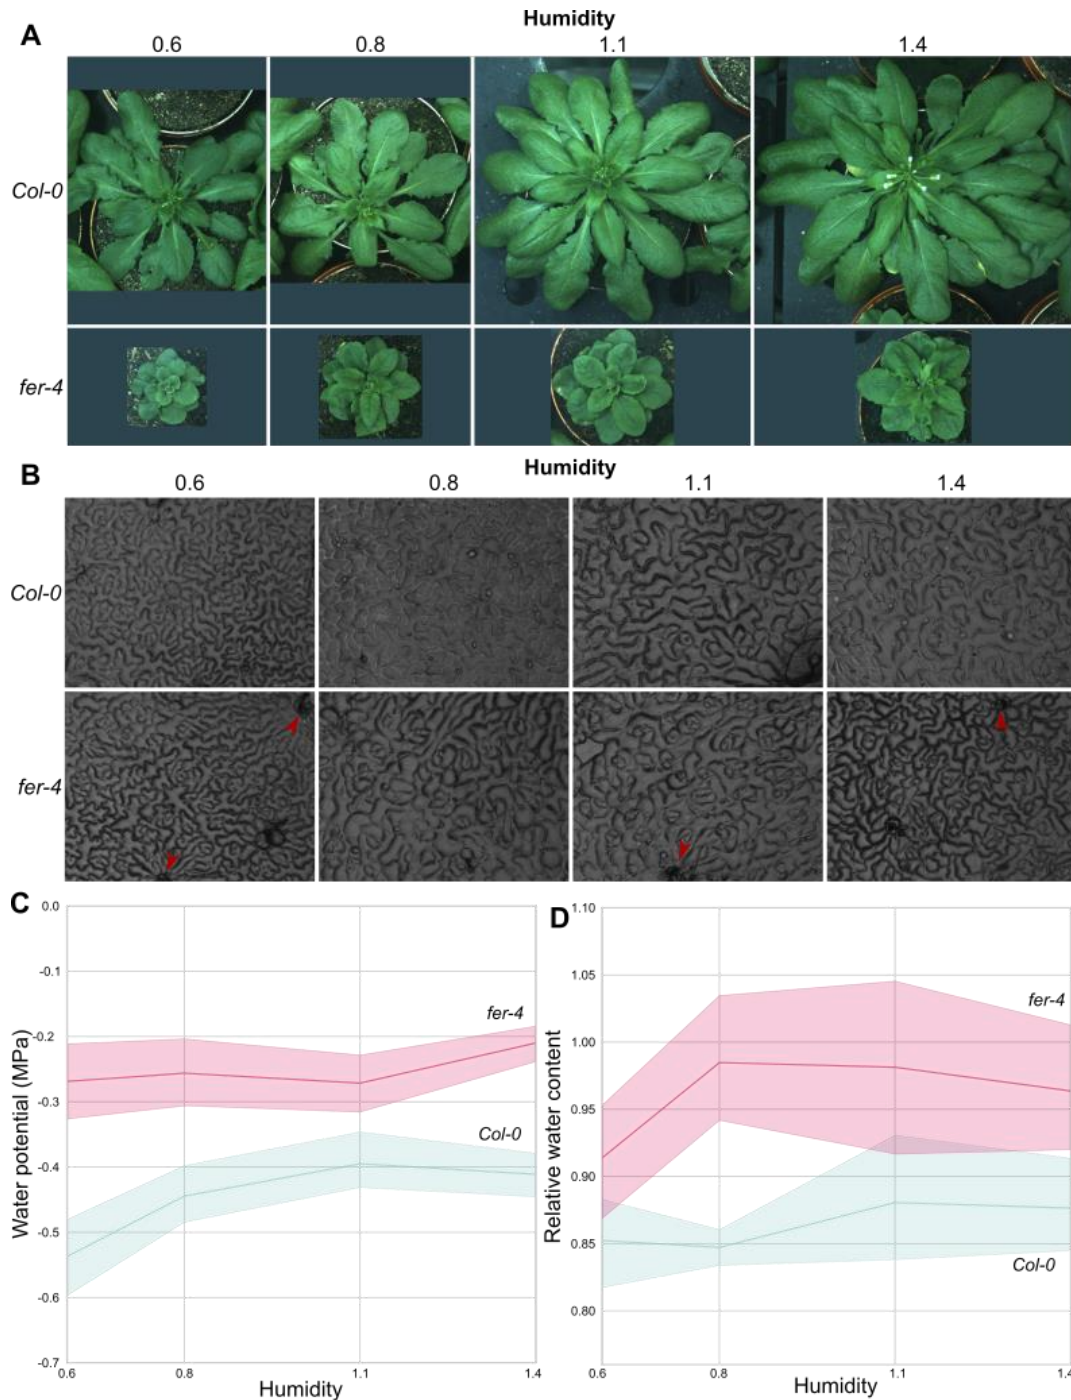 Humidity
A
0.6 0.8 1.1 1.4
Col-0
fer-4
B
Humidity
0.6 0.8 1.1 1.4
Col-0
fer-4
C
0.0
-0.1
-0.2
-0.3
-0.4
-0.5
-0.6
-0.7
Water potential (MPa)
fer-4
Col-0
0.6 0.8 1.1 1.4
Humidity
D
1.10
1.05
1.00
0.95
0.90
0.85
0.80
Relative water content
fer-4
Col-0
0.6 0.8 1.1 1.4
Humidity